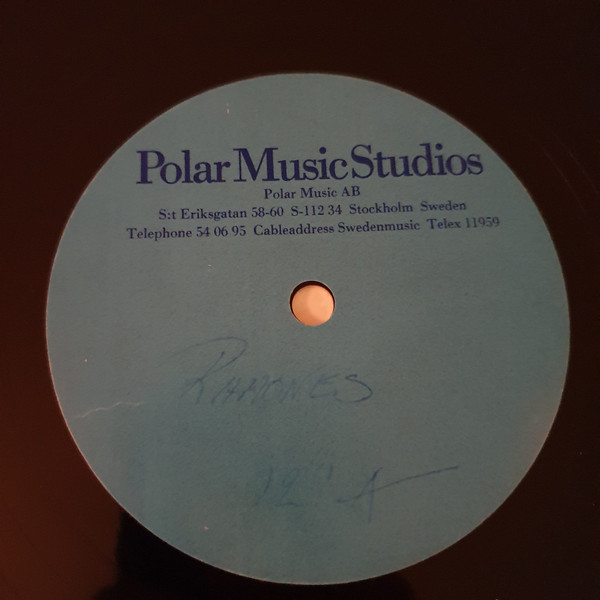 Polar Music Studios
Polar Music AB
S:t Eriksgatan 58-60 S-112 34 Stockholm Sweden
Telephone 54 06 95 Cableaddress Swedenmusic Telex 11959
RAMONES
12" A